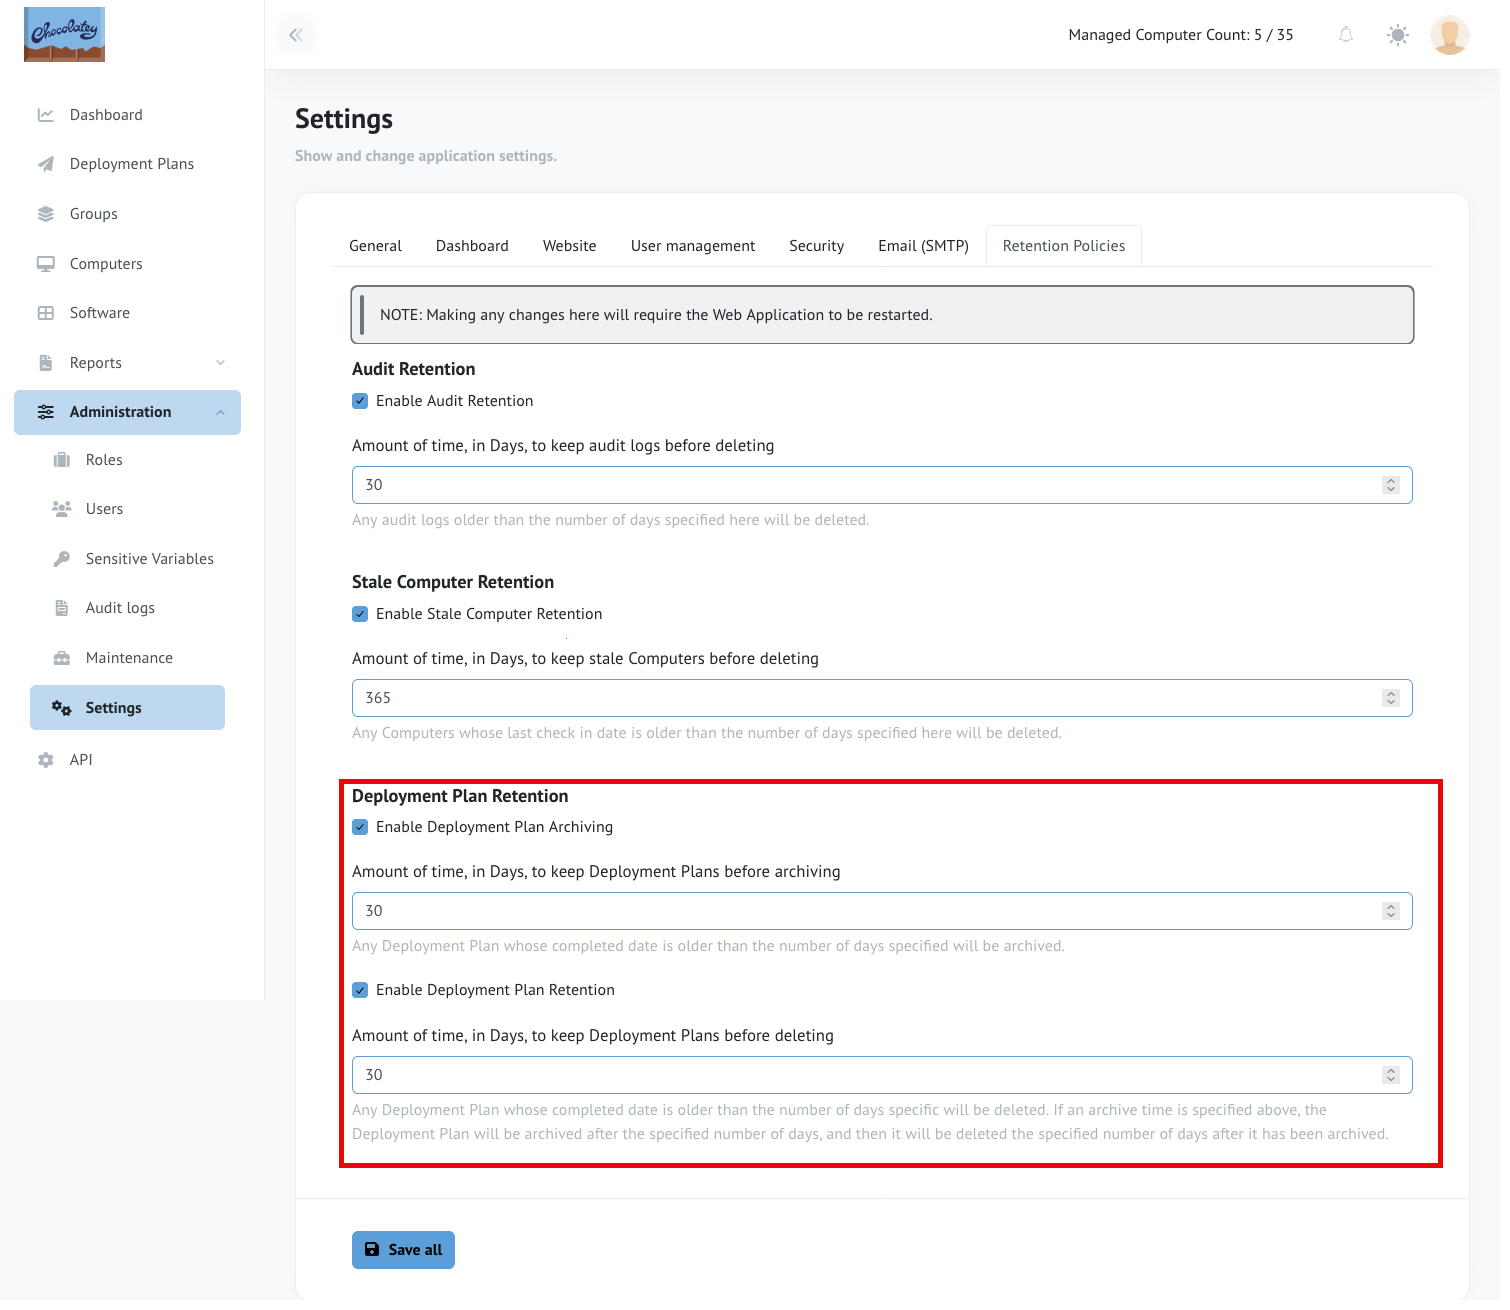 Chocolatey
Managed Computer Count: 5 / 35
Dashboard
Deployment Plans
Groups
Computers
Software
Reports
Administration
Roles
Users
Sensitive Variables
Audit logs
Maintenance
Settings
API
Settings
Show and change application settings.
General Dashboard Website User management Security Email (SMTP) Retention Policies
NOTE: Making any changes here will require the Web Application to be restarted.
Audit Retention
Enable Audit Retention
Amount of time, in Days, to keep audit logs before deleting
30
Any audit logs older than the number of days specified here will be deleted.
Stale Computer Retention
Enable Stale Computer Retention
Amount of time, in Days, to keep stale Computers before deleting
365
Any Computers whose last check in date is older than the number of days specified here will be deleted.
Deployment Plan Retention
Enable Deployment Plan Archiving
Amount of time, in Days, to keep Deployment Plans before archiving
30
Any Deployment Plan whose completed date is older than the number of days specified will be archived.
Enable Deployment Plan Retention
Amount of time, in Days, to keep Deployment Plans before deleting
30
Any Deployment Plan whose completed date is older than the number of days specific will be deleted. If an archive time is specified above, the
Deployment Plan will be archived after the specified number of days, and then it will be deleted the specified number of days after it has been archived.
Save all